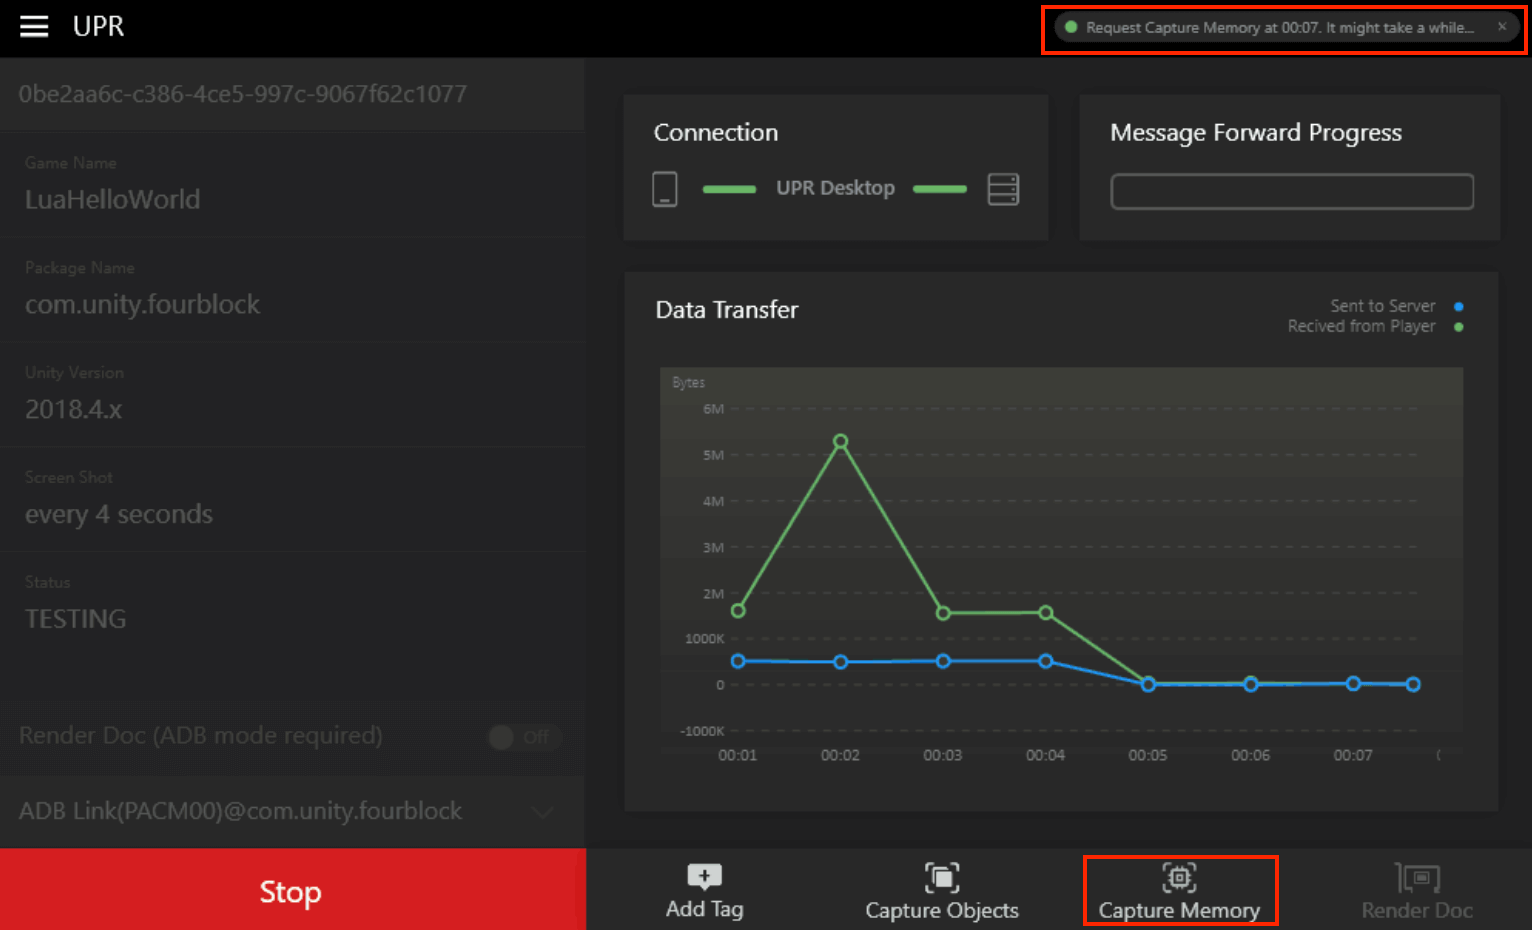 UPR
Request Capture Memory at 00:07. It might take a while...
0be2aa6c-c386-4ce5-997c-9067f62c1077
Game Name
LuaHelloWorld
Package Name
com.unity.fourblock
Unity Version
2018.4.x
Screen Shot
every 4 seconds
Status
TESTING
Render Doc (ADB mode required)
Off
ADB Link(PACM00)@com.unity.fourblock
Stop
Connection
UPR Desktop
Message Forward Progress
Data Transfer
Sent to Server
Recived from Player
Bytes
6M
5M
4M
3M
2M
1000K
0
-1000K
00:01 00:02 00:03 00:04 00:05 00:06 00:07
Add Tag
Capture Objects
Capture Memory
Render Doc